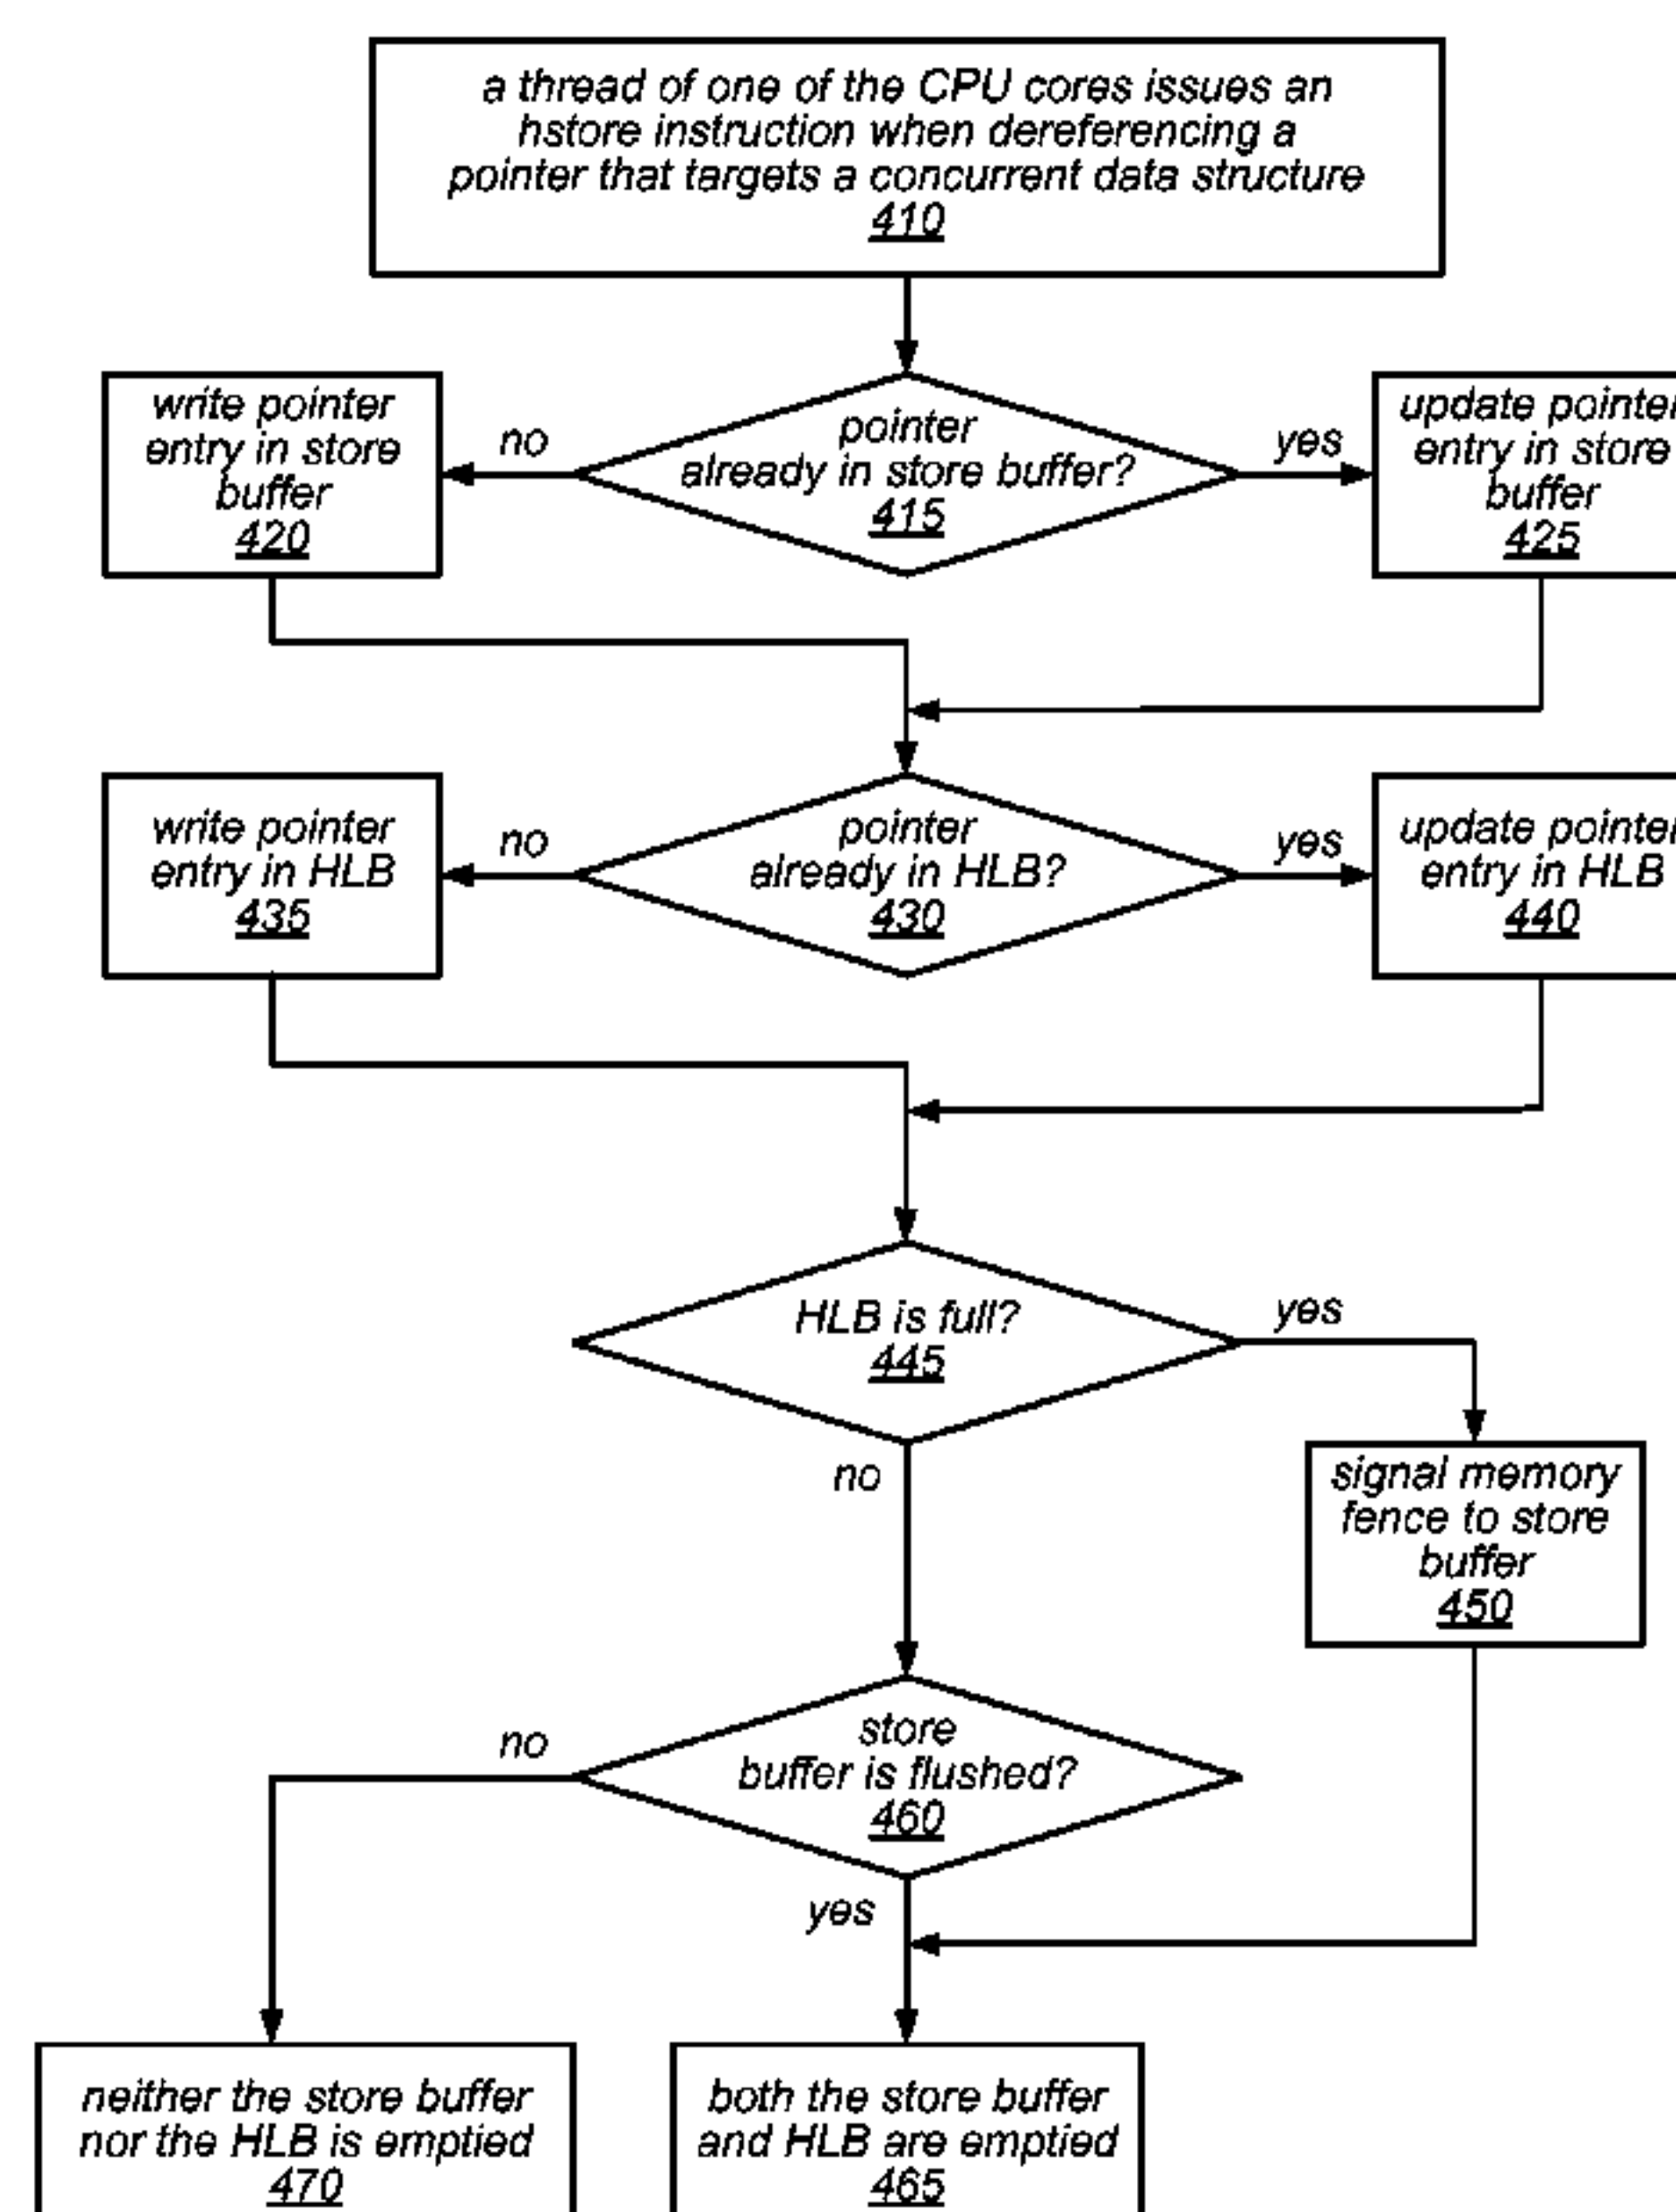 a thread of one of the CPU cores issues an
hstore instruction when dereferencing a
pointer that targets a concurrent data structure
410
write pointer
entry in store
buffer
420
no
pointer
already in store buffer?
415
yes
update pointer
entry in store
buffer
425
write pointer
entry in HLB
435
no
pointer
already in HLB?
430
yes
update pointer
entry in HLB
440
HLB is full?
445
yes
no
signal memory
fence to store
buffer
450
no
store
buffer is flushed?
460
yes
neither the store buffer
nor the HLB is emptied
470
both the store buffer
and HLB are emptied
465